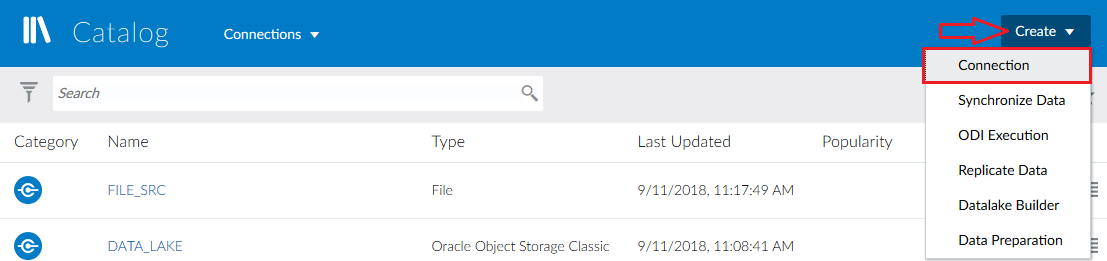 Catalog
Connections
Create
Connection
Synchronize Data
ODI Execution
Replicate Data
Datalake Builder
Data Preparation
Search
Category Name Type Last Updated Popularity
FILE_SRC File 9/11/2018, 11:17:49 AM
DATA_LAKE Oracle Object Storage Classic 9/11/2018, 11:08:41 AM